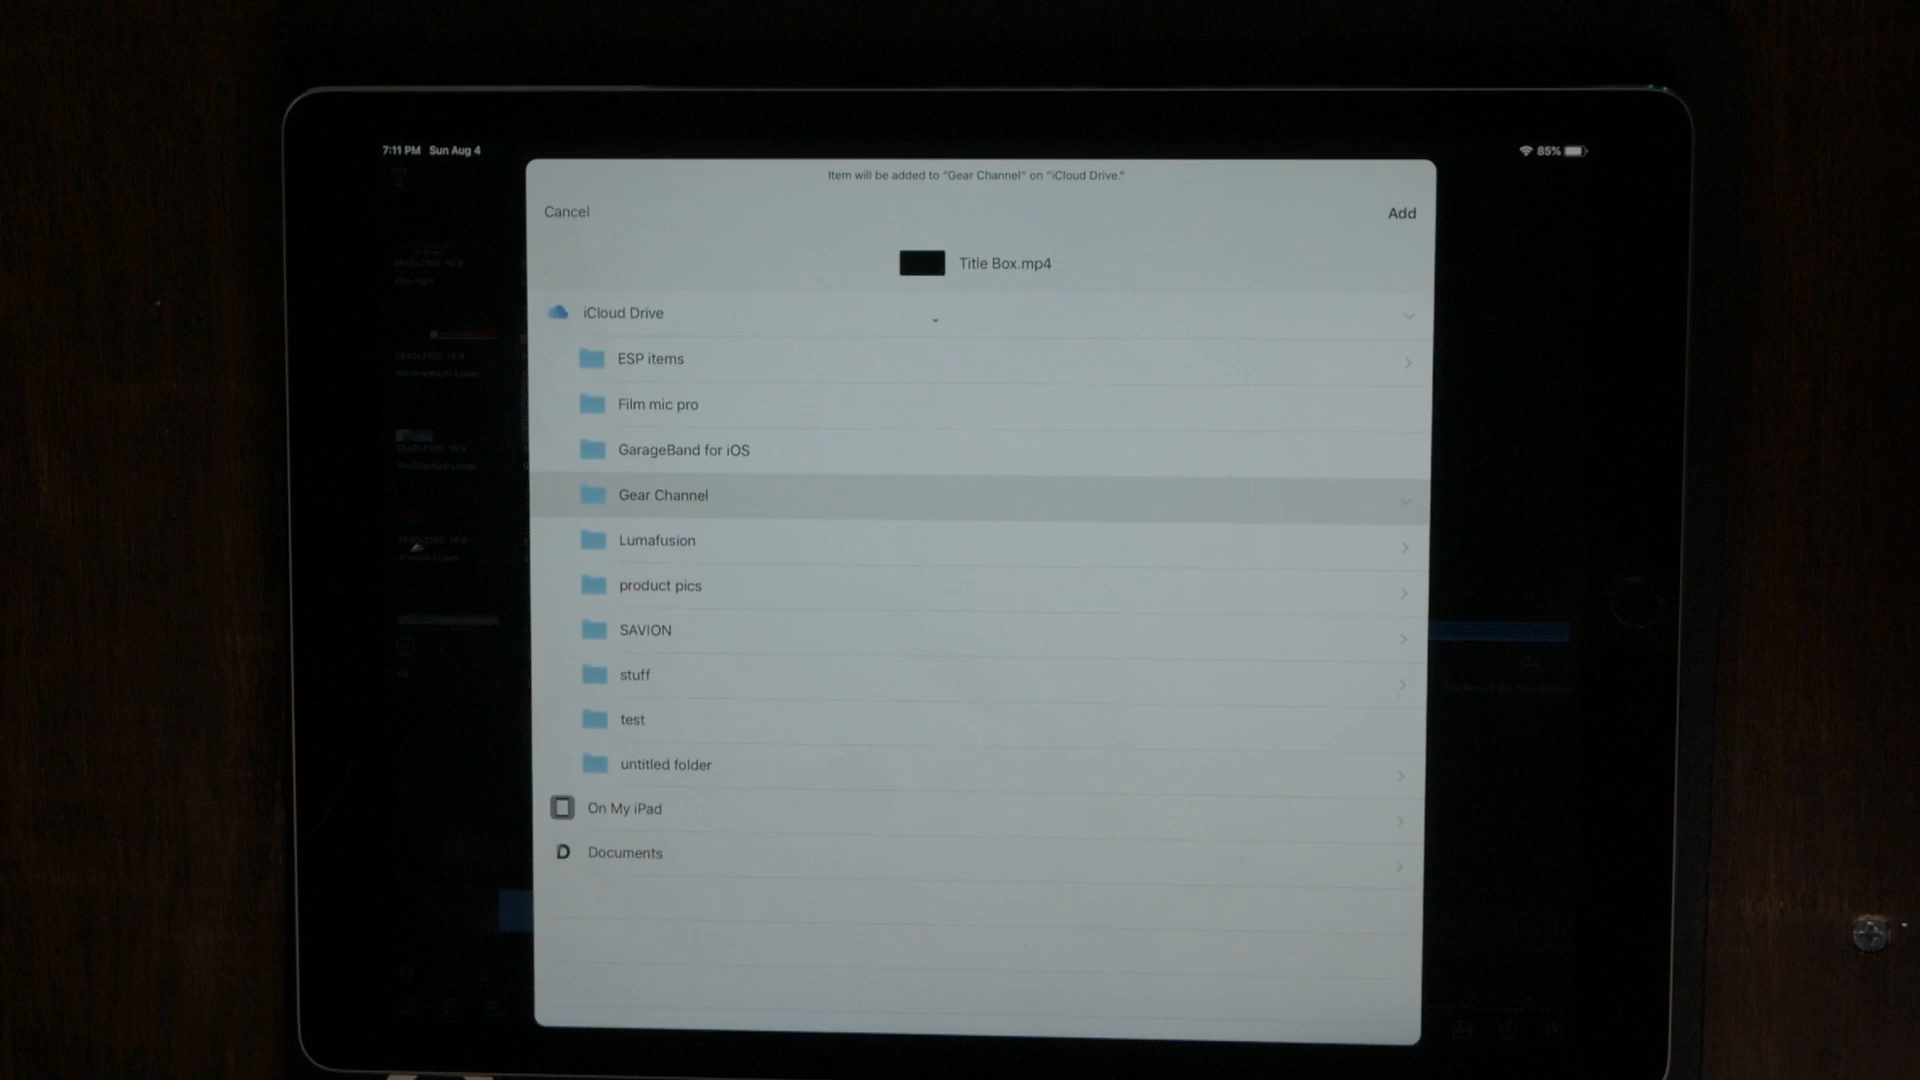 7:11 PM Sun Aug 4
85%
Item will be added to "Gear Channel" on "iCloud Drive."
Cancel
Add
Title Box.mp4
iCloud Drive
ESP items
Film mic pro
GarageBand for iOS
Gear Channel
Lumafusion
product pics
SAVION
stuff
test
untitled folder
On My iPad
D Documents